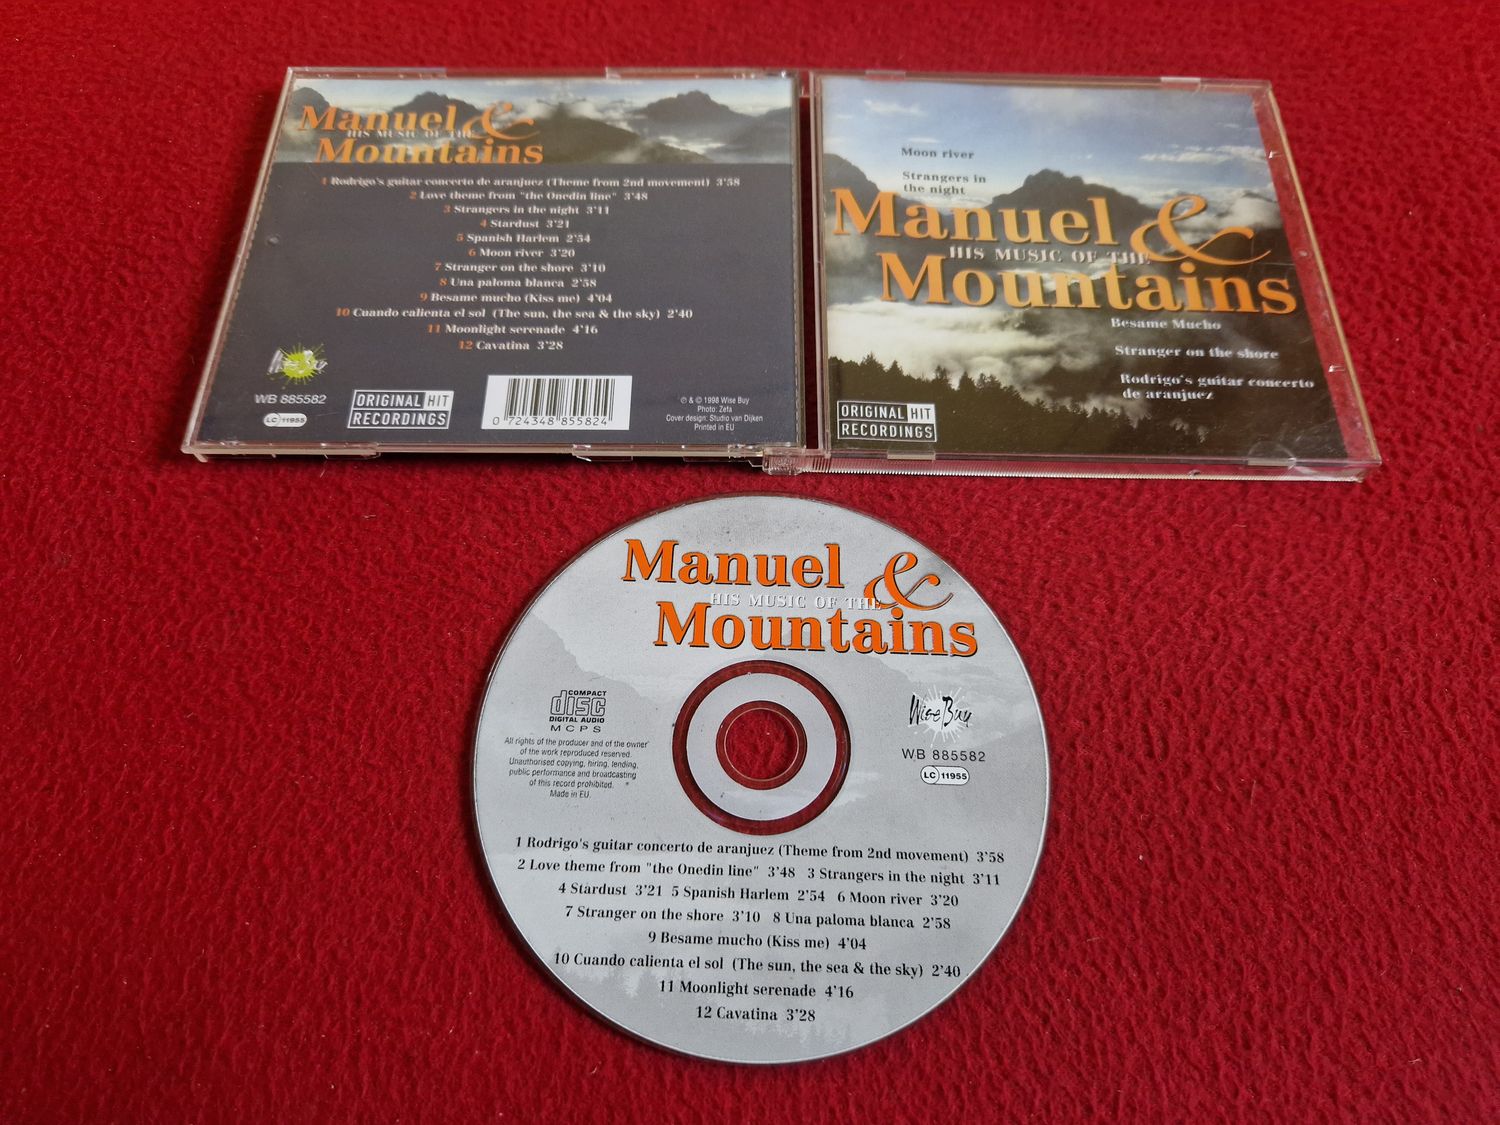 Manuel &
HIS MUSIC OF THE
Mountains
1 Rodrigo's guitar concerto de aranjuez (Theme from 2nd movement) 3'58
2 Love theme from "the Onedin line" 3'48
3 Strangers in the night 3'11
4 Stardust 3'21
5 Spanish Harlem 2'54
6 Moon river 3'20
7 Stranger on the shore 3'10
8 Una paloma blanca 2'58
9 Besame mucho (Kiss me) 4'04
10 Cuando calienta el sol (The sun, the sea & the sky) 2'40
11 Moonlight serenade 4'16
12 Cavatina 3'28
Wise Buy
WB 885582
LC 11955
ORIGINAL HIT
RECORDINGS
0 724348 855824
℗ & © 1998 Wise Buy
Photo: Zefa
Cover design: Studio van Dijken
Printed in EU
Moon river
Strangers in
the night
Manuel &
HIS MUSIC OF THE
Mountains
Besame Mucho
Stranger on the shore
Rodrigo's guitar concerto
de aranjuez
ORIGINAL HIT
RECORDINGS
Manuel &
HIS MUSIC OF THE
Mountains
COMPACT
disc
DIGITAL AUDIO
MCPS
All rights of the producer and of the owner
of the work reproduced reserved.
Unauthorised copying, hiring, lending,
public performance and broadcasting
of this record prohibited.
Made in EU
Wise Buy
WB 885582
LC 11955
1 Rodrigo's guitar concerto de aranjuez (Theme from 2nd movement) 3'58
2 Love theme from "the Onedin line" 3'48 3 Strangers in the night 3'11
4 Stardust 3'21 5 Spanish Harlem 2'54 6 Moon river 3'20
7 Stranger on the shore 3'10 8 Una paloma blanca 2'58
9 Besame mucho (Kiss me) 4'04
10 Cuando calienta el sol (The sun, the sea & the sky) 2'40
11 Moonlight serenade 4'16
12 Cavatina 3'28